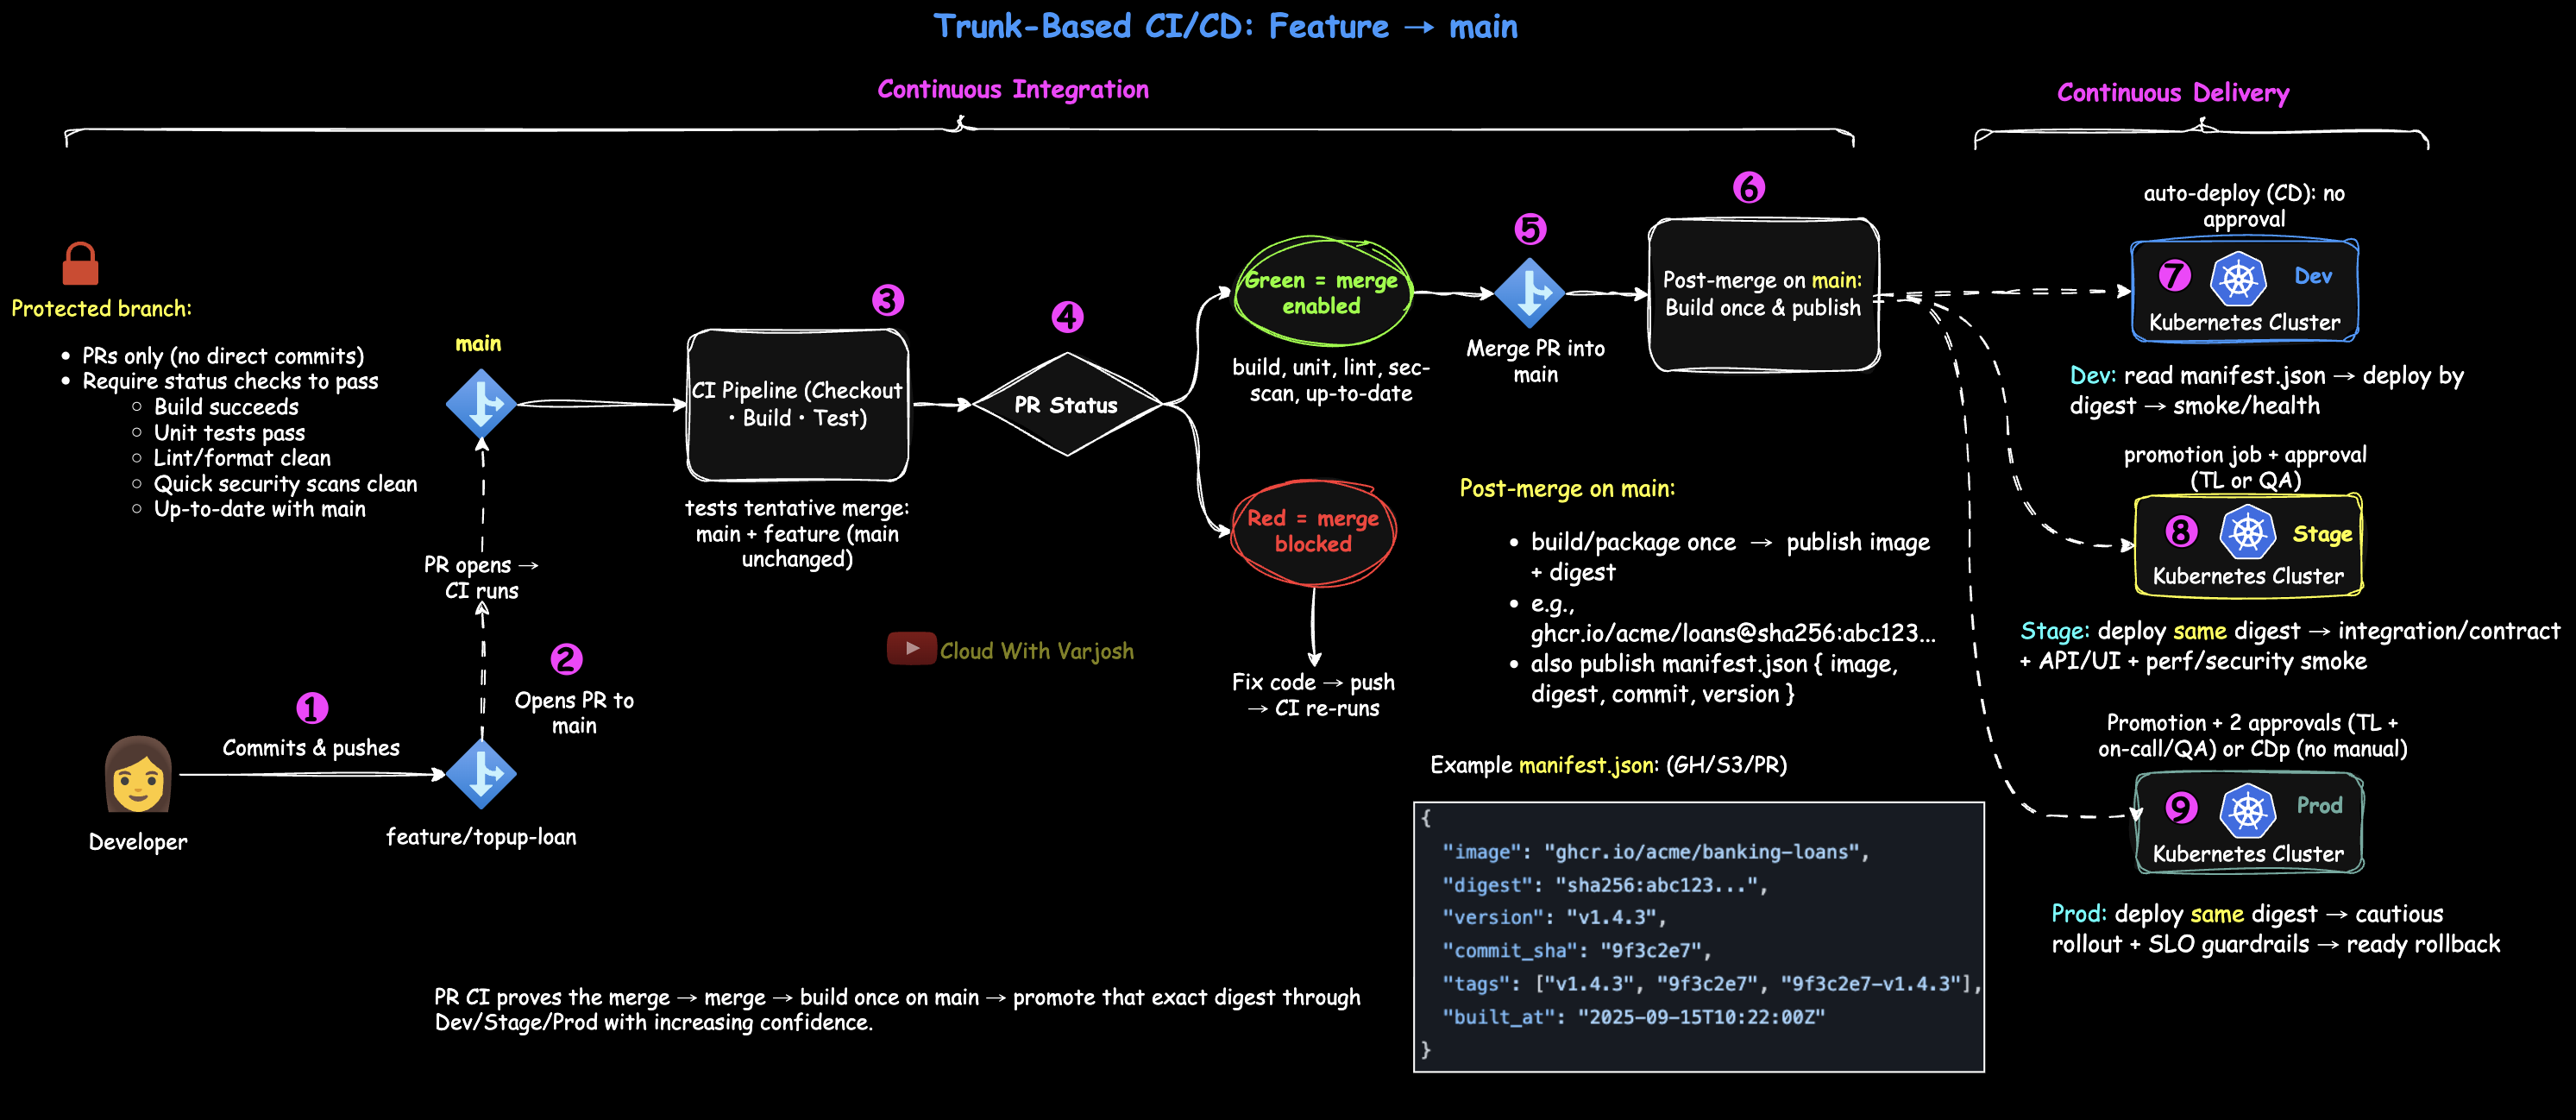 Trunk-Based CI/CD: Feature → main
Continuous Integration
Continuous Delivery
Protected branch:
• PRs only (no direct commits)
• Require status checks to pass
○ Build succeeds
○ Unit tests pass
○ Lint/format clean
○ Quick security scans clean
○ Up-to-date with main
Developer
1
Commits & pushes
feature/topup-loan
2
Opens PR to
main
PR opens →
CI runs
main
3
CI Pipeline (Checkout
• Build • Test)
tests tentative merge:
main + feature (main
unchanged)
4
PR Status
Green = merge
enabled
build, unit, lint, sec-
scan, up-to-date
Red = merge
blocked
Fix code → push
→ CI re-runs
5
Merge PR into
main
6
Post-merge on main:
Build once & publish
Post-merge on main:
• build/package once → publish image
+ digest
• e.g.,
ghcr.io/acme/loans@sha256:abc123...
• also publish manifest.json { image,
digest, commit, version }
Example manifest.json: (GH/S3/PR)
{
"image": "ghcr.io/acme/banking-loans",
"digest": "sha256:abc123...",
"version": "v1.4.3",
"commit_sha": "9f3c2e7",
"tags": ["v1.4.3", "9f3c2e7", "9f3c2e7-v1.4.3"],
"built_at": "2025-09-15T10:22:00Z"
}
auto-deploy (CD): no
approval
7
Dev
Kubernetes Cluster
Dev: read manifest.json → deploy by
digest → smoke/health
promotion job + approval
(TL or QA)
8
Stage
Kubernetes Cluster
Stage: deploy same digest → integration/contract
+ API/UI + perf/security smoke
Promotion + 2 approvals (TL +
on-call/QA) or CDp (no manual)
9
Prod
Kubernetes Cluster
Prod: deploy same digest → cautious
rollout + SLO guardrails → ready rollback
Cloud With Varjosh
PR CI proves the merge → merge → build once on main → promote that exact digest through
Dev/Stage/Prod with increasing confidence.